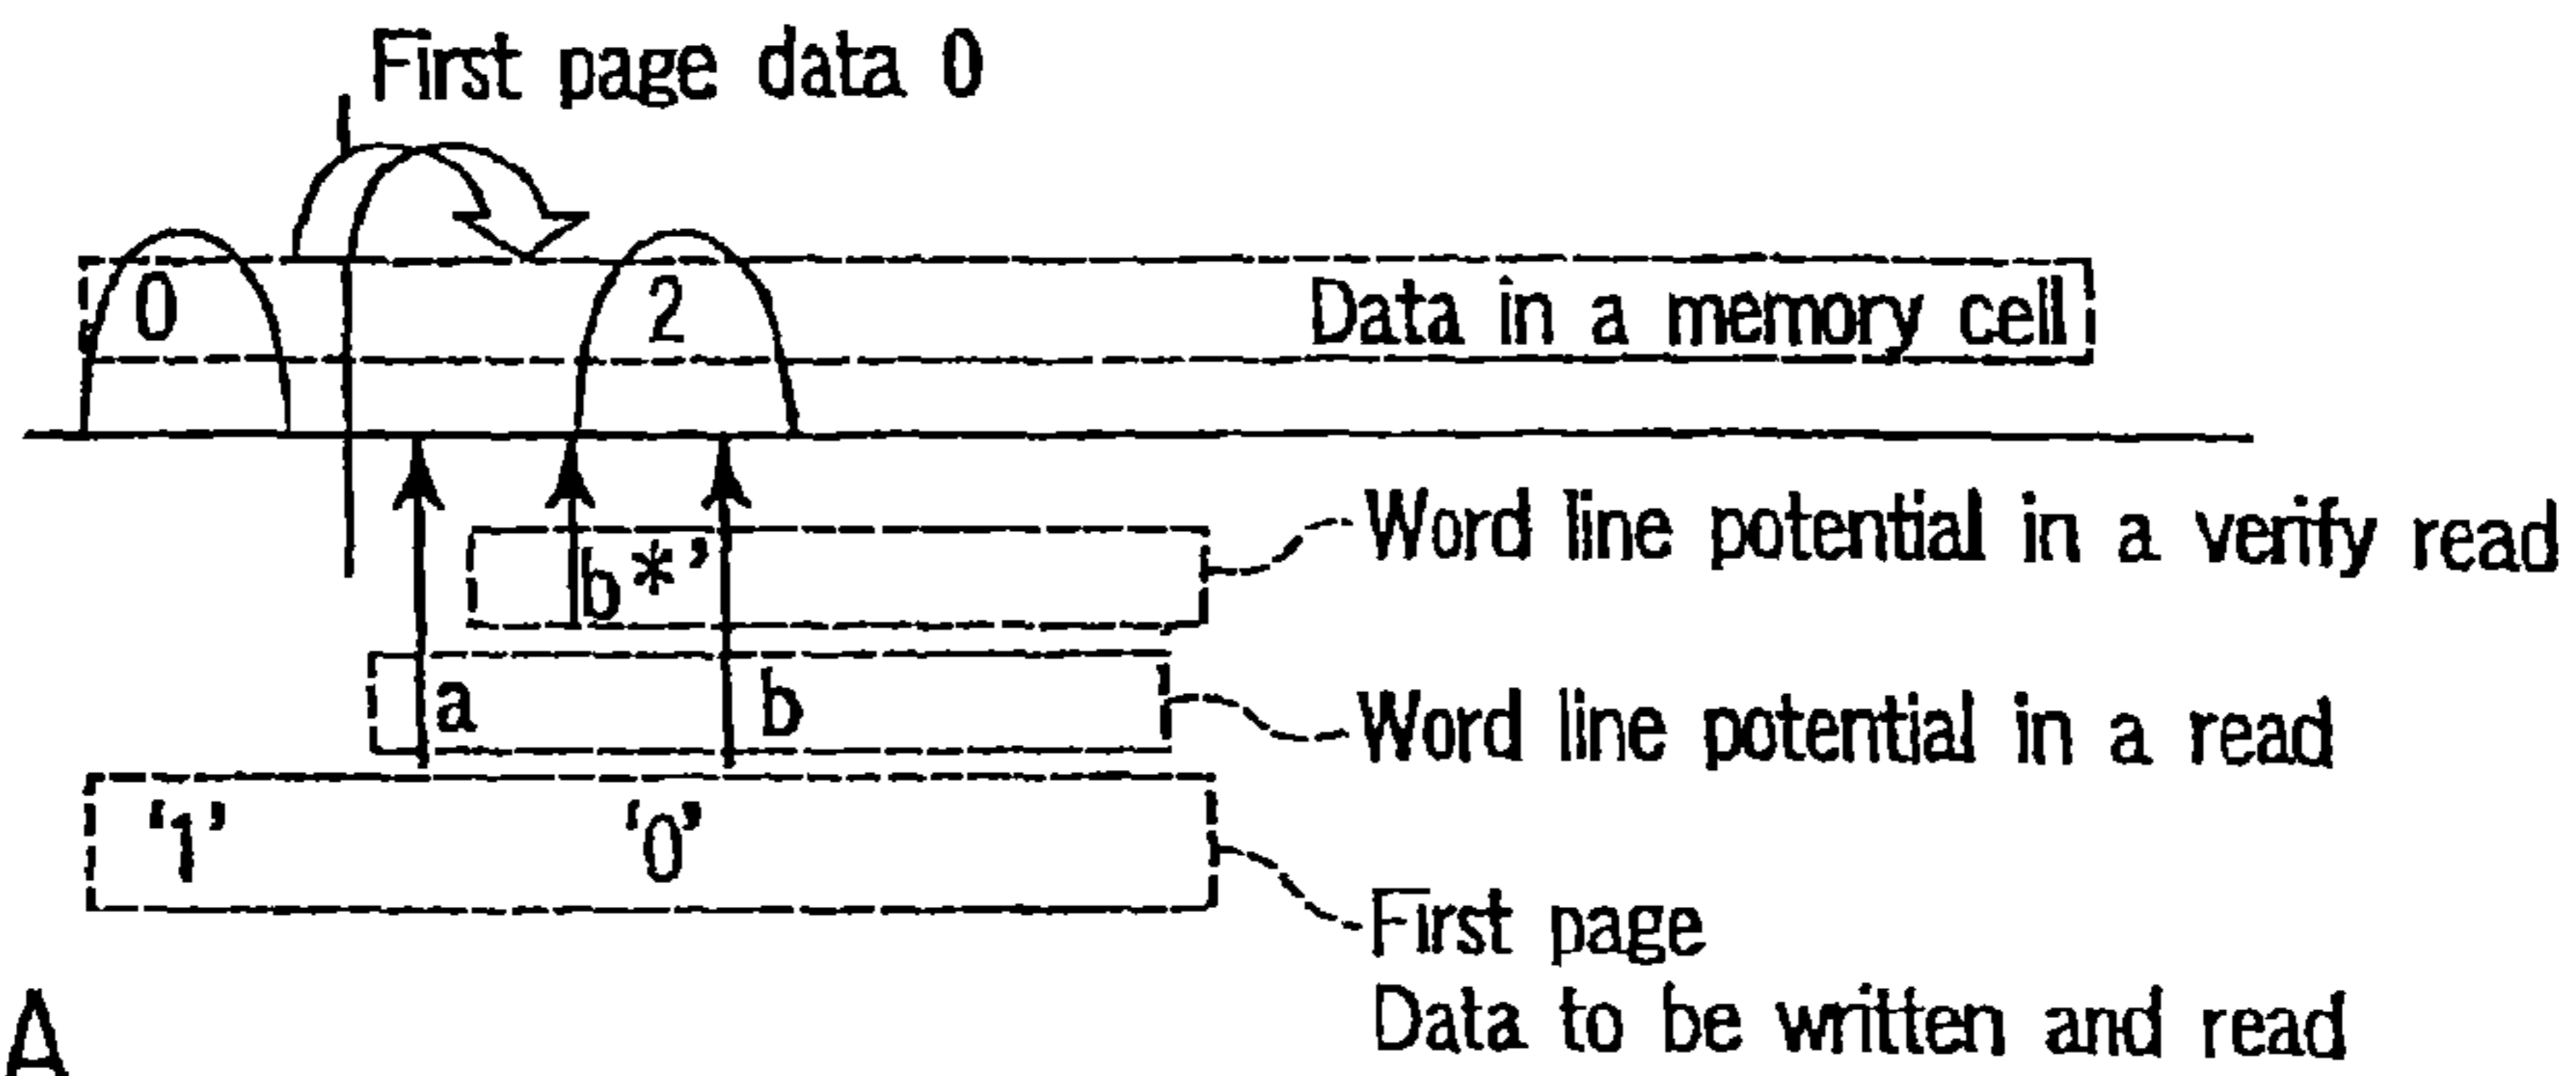 First page data 0
0 2 Data in a memory cell
b*’ Word line potential in a verify read
a b Word line potential in a read
‘1’ ‘0’
First page
Data to be written and read
A